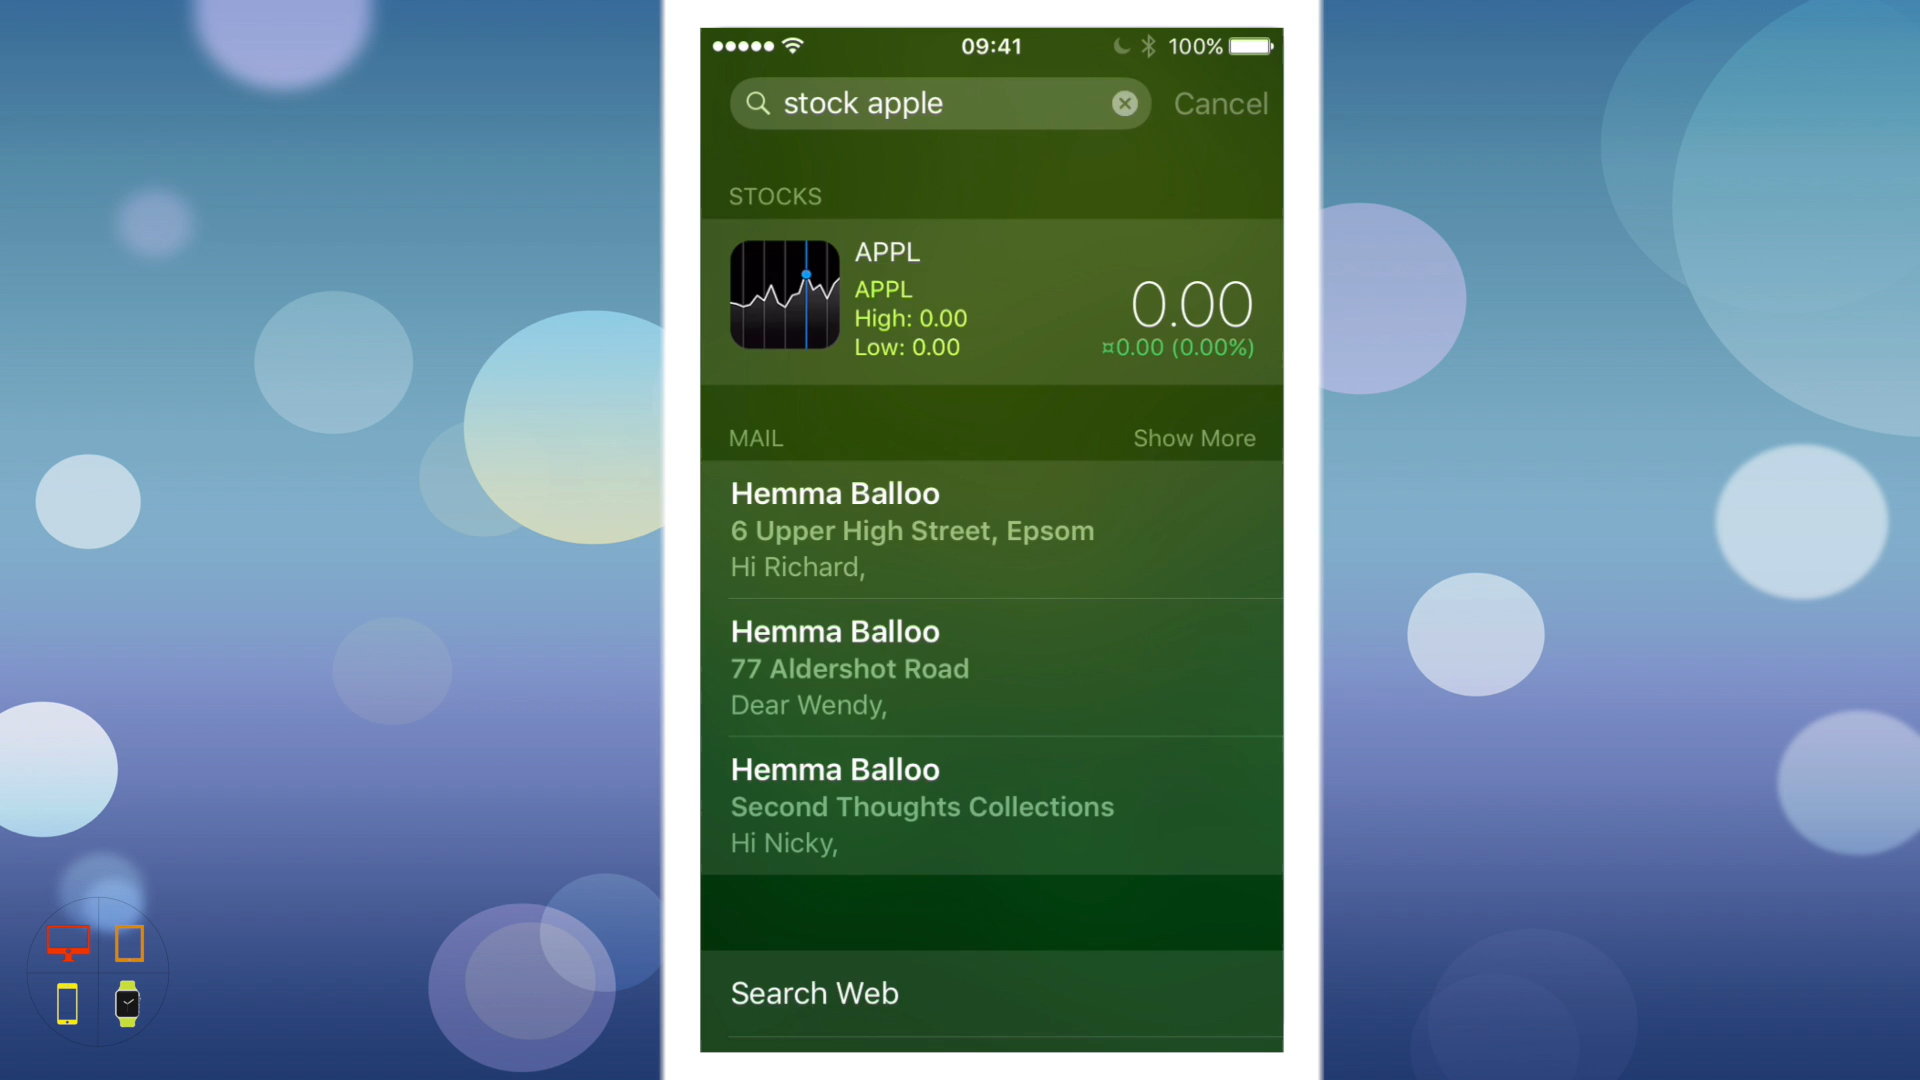 09:41
100%
stock apple
Cancel
STOCKS
APPL
APPL
High: 0.00
Low: 0.00
0.00
¤0.00 (0.00%)
MAIL
Show More
Hemma Balloo
6 Upper High Street, Epsom
Hi Richard,
Hemma Balloo
77 Aldershot Road
Dear Wendy,
Hemma Balloo
Second Thoughts Collections
Hi Nicky,
Search Web